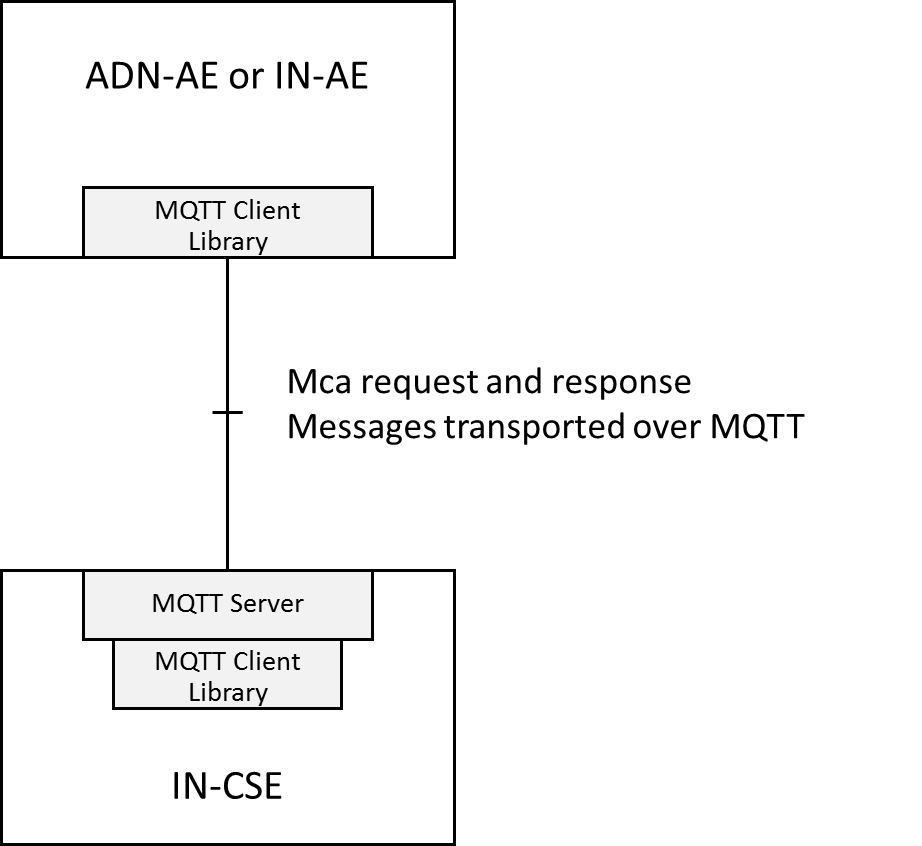 ADN-AE or IN-AE
MQTT Client
Library
Mca request and response
Messages transported over MQTT
MQTT Server
MQTT Client
Library
IN-CSE